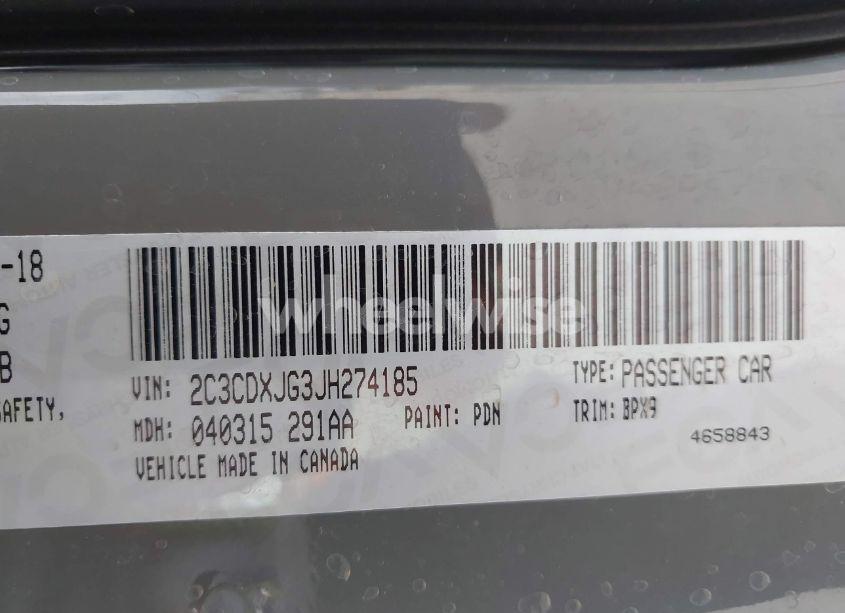 -18
G
B
SAFETY,
wheelwise
VIN: 2C3CDXJG3JH274185
TYPE: PASSENGER CAR
MDH: 040315 291AA
PAINT: PDN
TRIM: BPX9
4658843
VEHICLE MADE IN CANADA